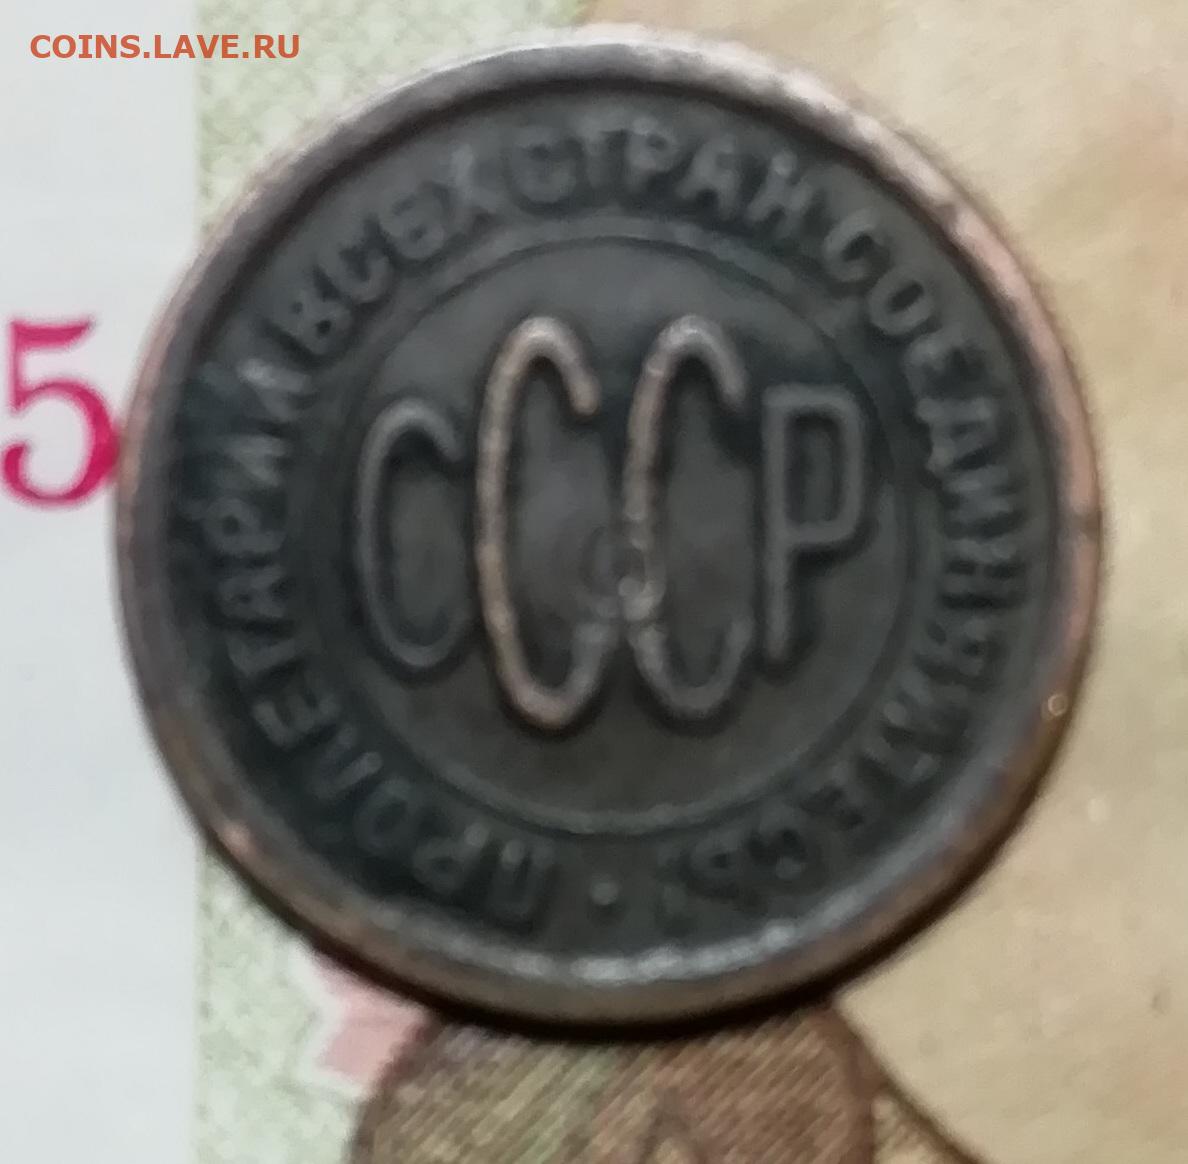 COINS.LAVE.RU
ПРОЛЕТАРИИ ВСЕХ СТРАН СОЕДИНЯЙТЕСЬ!
СССР
5